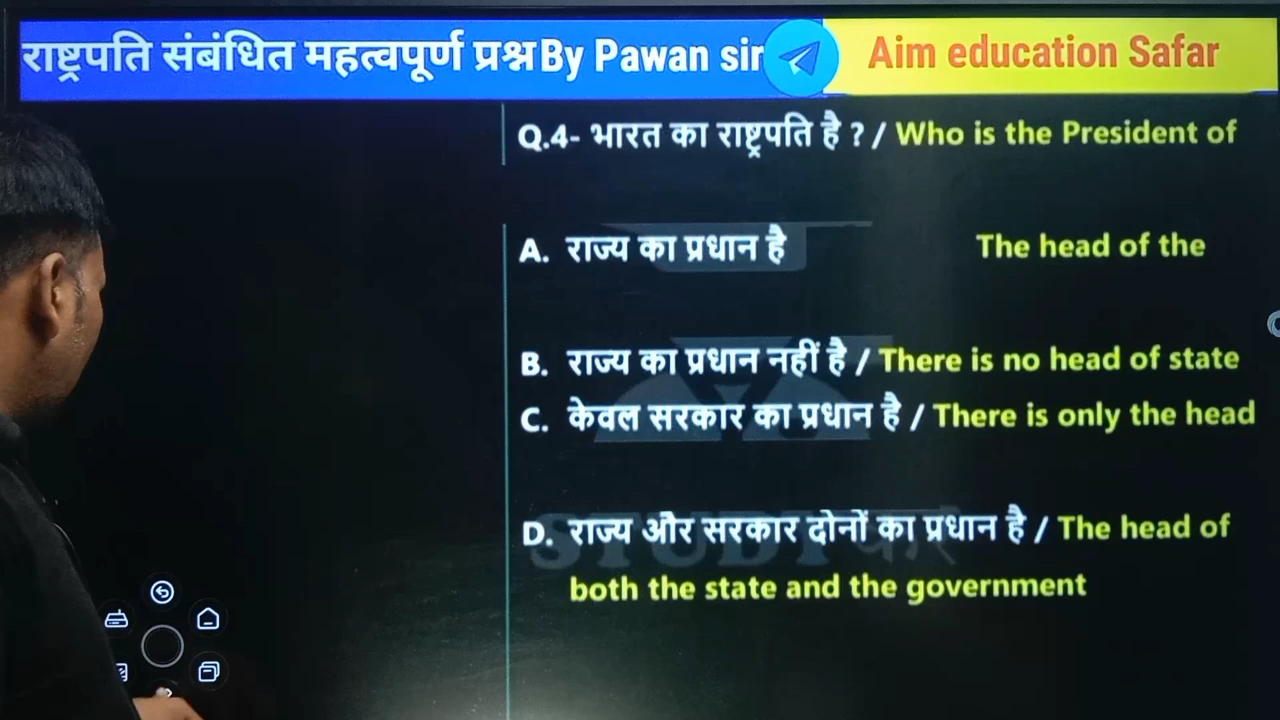 राष्ट्रपति संबंधित महत्वपूर्ण प्रश्न By Pawan sir Aim education Safar
Q.4- भारत का राष्ट्रपति है ? / Who is the President of
A. राज्य का प्रधान है The head of the
B. राज्य का प्रधान नहीं है / There is no head of state
C. केवल सरकार का प्रधान है / There is only the head
D. राज्य और सरकार दोनों का प्रधान है / The head of
both the state and the government
STUDY